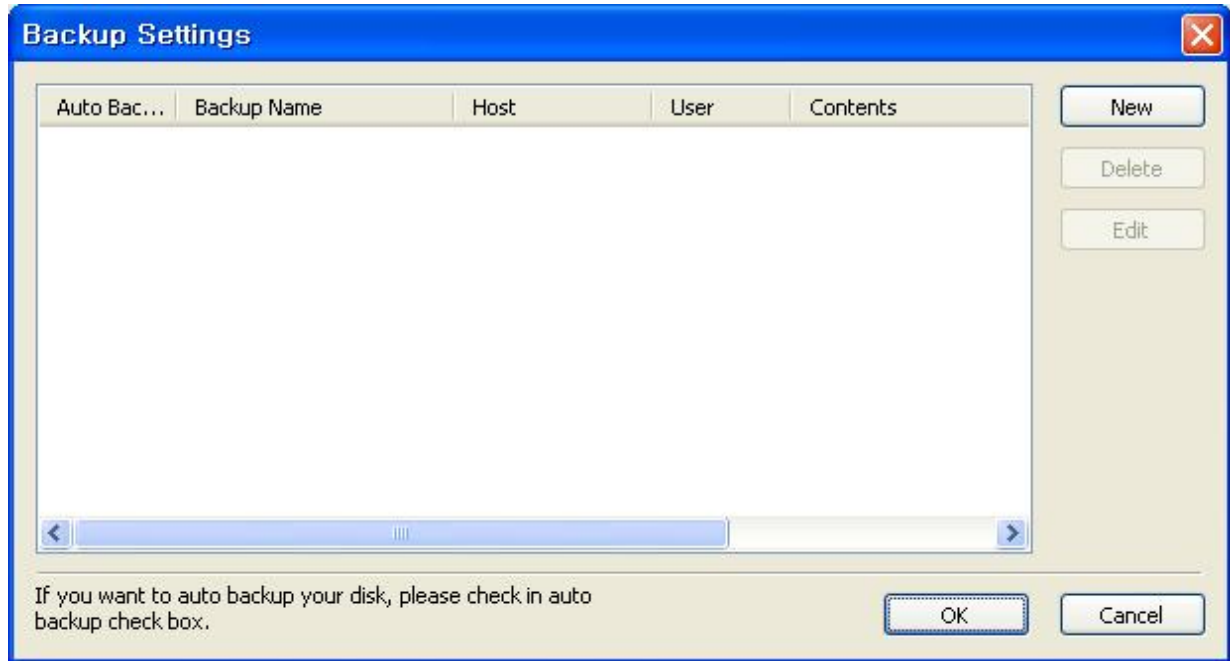 Backup Settings
Auto Bac... Backup Name Host User Contents
New
Delete
Edit
If you want to auto backup your disk, please check in auto
backup check box.
OK
Cancel